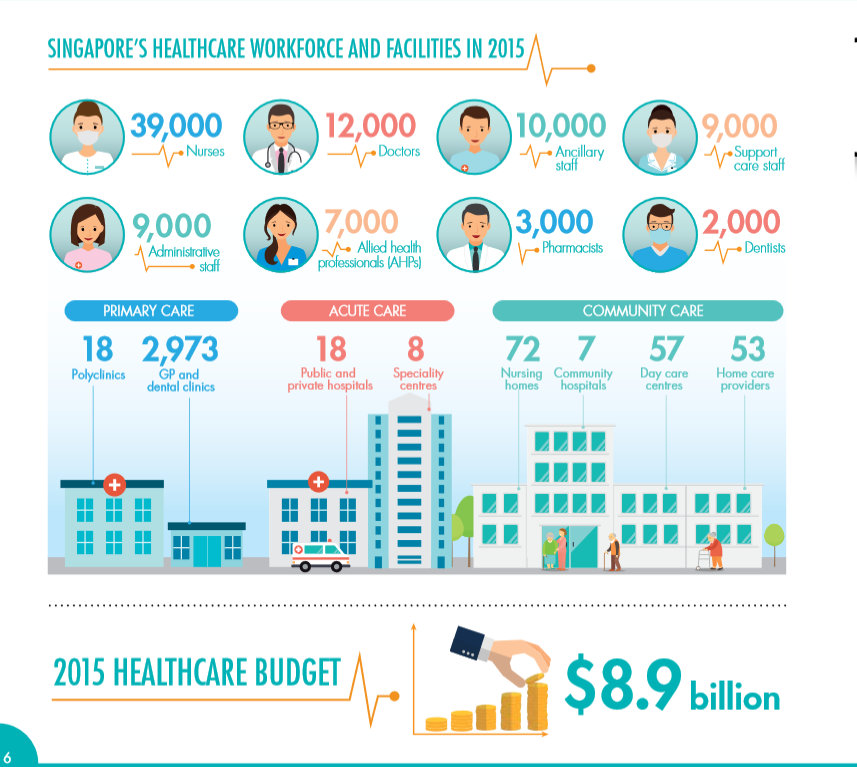 SINGAPORE'S HEALTHCARE WORKFORCE AND FACILITIES IN 2015
39,000
Nurses
12,000
Doctors
10,000
Ancillary
staff
9,000
Support
care staff
9,000
Administrative
staff
7,000
Allied health
professionals (AHPs)
3,000
Pharmacists
2,000
Dentists
PRIMARY CARE
18
Polyclinics
2,973
GP and
dental clinics
ACUTE CARE
18
Public and
private hospitals
8
Speciality
centres
COMMUNITY CARE
72
Nursing
homes
7
Community
hospitals
57
Day care
centres
53
Home care
providers
2015 HEALTHCARE BUDGET
$8.9 billion
6